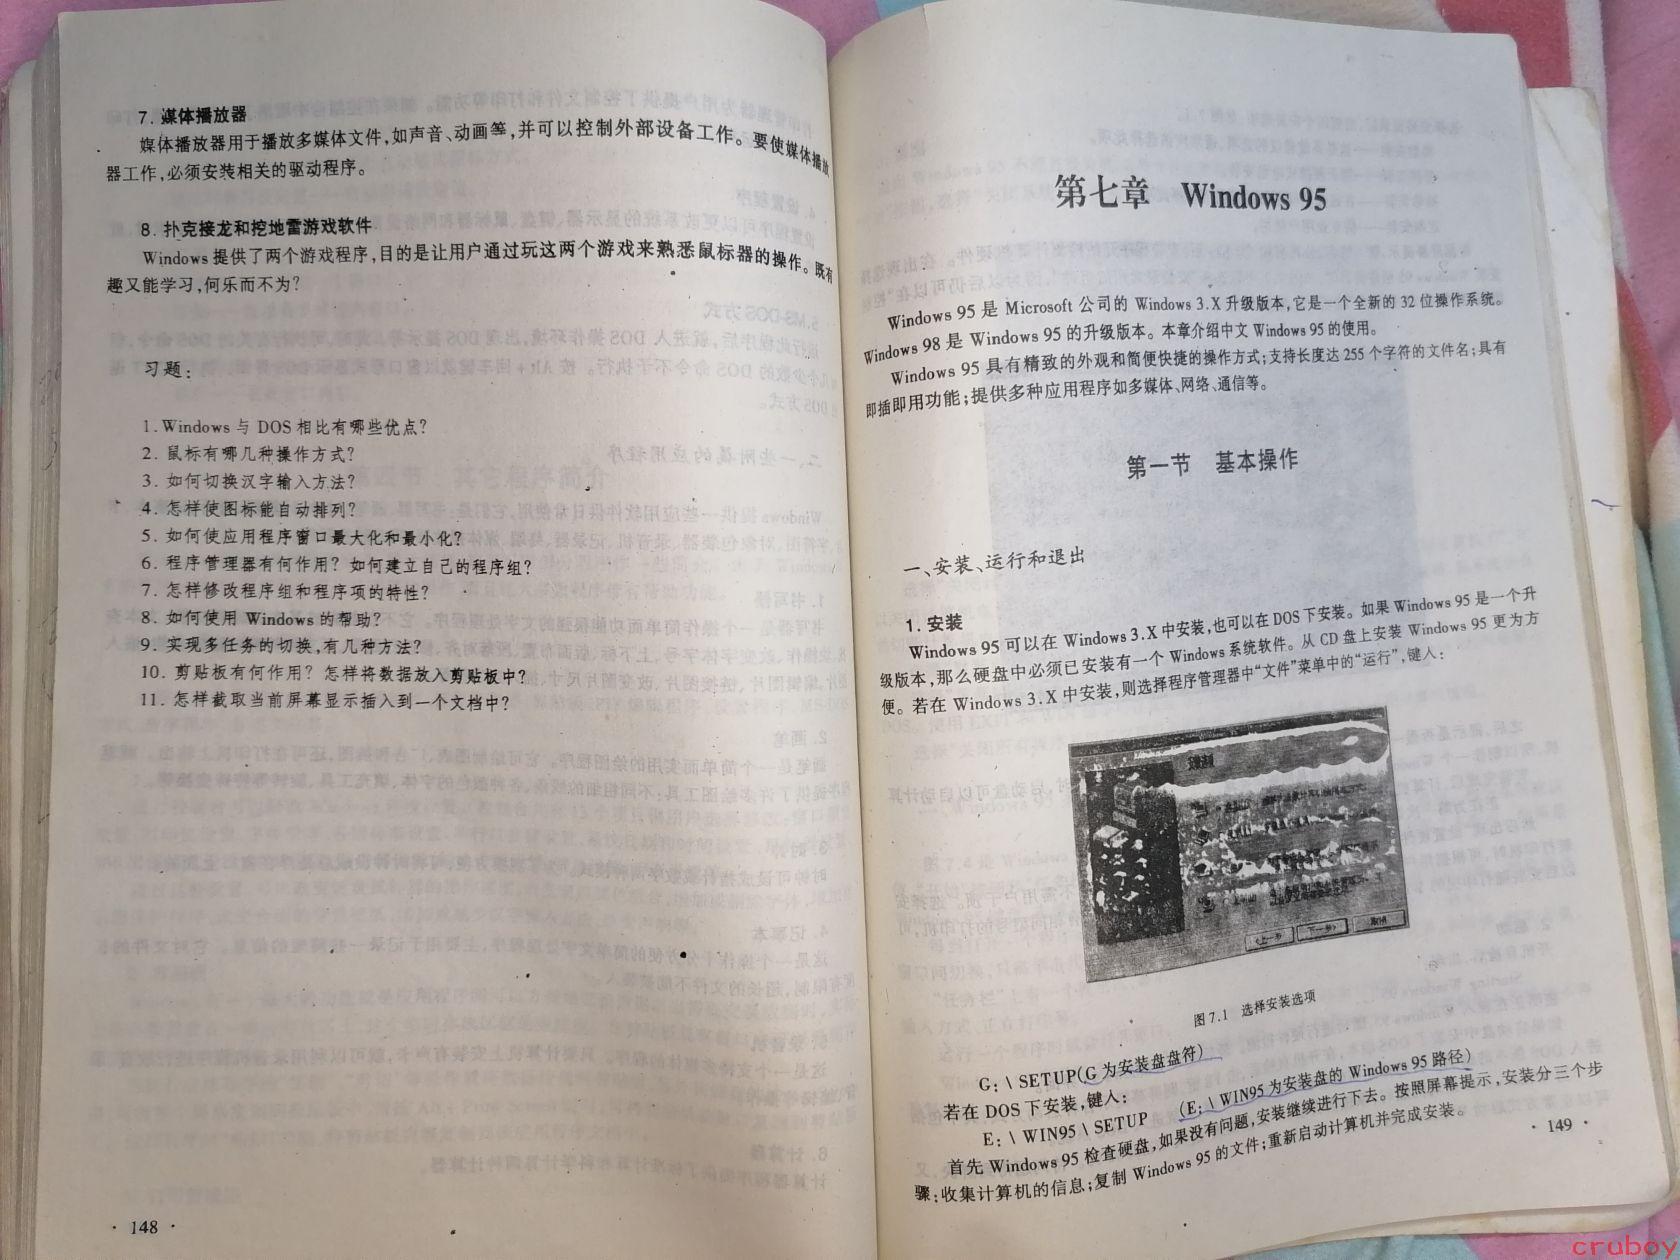 7. 媒体播放器
媒体播放器用于播放多媒体文件,如声音、动画等,并可以控制外部设备工作。要使媒体播放
器工作,必须安装相关的驱动程序。
8. 扑克接龙和挖地雷游戏软件
Windows 提供了两个游戏程序,目的是让用户通过玩这两个游戏来熟悉鼠标器的操作。既有
趣又能学习,何乐而不为?
习题:
1. Windows 与 DOS 相比有哪些优点?
2. 鼠标有哪几种操作方式?
3. 如何切换汉字输入方法?
4. 怎样使图标能自动排列?
5. 如何使应用程序窗口最大化和最小化?
6. 程序管理器有何作用? 如何建立自己的程序组?
7. 怎样修改程序组和程序项的特性?
8. 如何使用 Windows 的帮助?
9. 实现多任务的切换,有几种方法?
10. 剪贴板有何作用? 怎样将数据放入剪贴板中?
11. 怎样截取当前屏幕显示插入到一个文档中?
· 148 ·
第七章 Windows 95
Windows 95 是 Microsoft 公司的 Windows 3.X 升级版本,它是一个全新的 32 位操作系统。
Windows 98 是 Windows 95 的升级版本。本章介绍中文 Windows 95 的使用。
Windows 95 具有精致的外观和简便快捷的操作方式;支持长度达 255 个字符的文件名;具有
即插即用功能;提供多种应用程序如多媒体、网络、通信等。
第一节 基本操作
一、安装、运行和退出
1. 安装
Windows 95 可以在 Windows 3.X 中安装,也可以在 DOS 下安装。如果 Windows 95 是一个升
级版本,那么硬盘中必须已安装有一个 Windows 系统软件。从 CD 盘上安装 Windows 95 更为方
便。若在 Windows 3.X 中安装,则选择程序管理器中“文件”菜单中的“运行”,键入:
<上一步 下一步> 取消
图 7.1 选择安装选项
G: \ SETUP(G 为安装盘盘符)
若在 DOS 下安装,键入:
E: \ WIN95 \ SETUP (E: \ WIN95 为安装盘的 Windows 95 路径)
首先 Windows 95 检查硬盘,如果没有问题,安装继续进行下去。按照屏幕提示,安装分三个步
骤:收集计算机的信息;复制 Windows 95 的文件;重新启动计算机并完成安装。
· 149 ·
cruboy